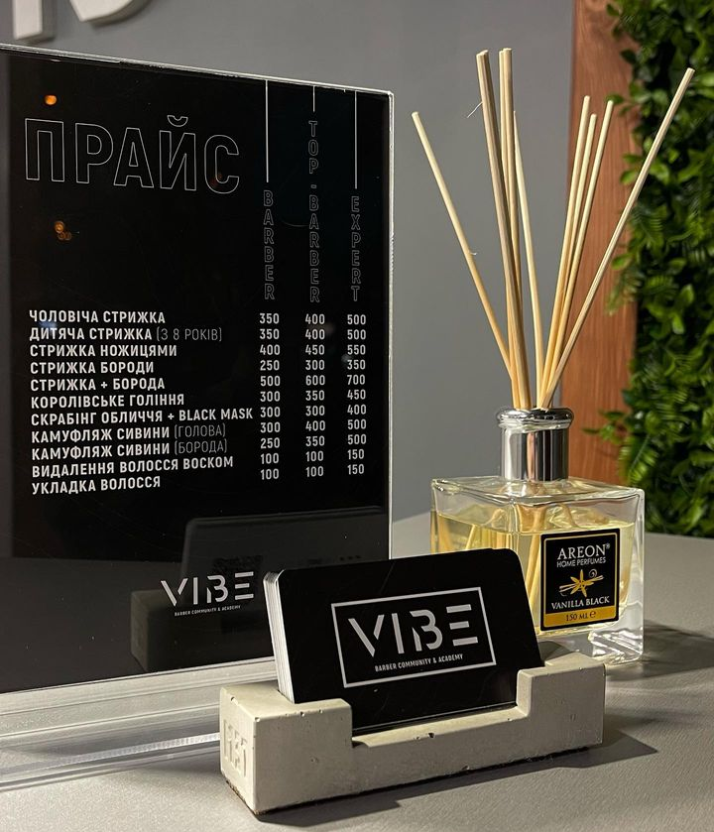 ПРАЙС
BARBER
TOP-BARBER
EXPERT
ЧОЛОВІЧА СТРИЖКА 350 400 500
ДИТЯЧА СТРИЖКА (З 8 РОКІВ) 350 400 500
СТРИЖКА НОЖИЦЯМИ 400 450 550
СТРИЖКА БОРОДИ 250 300 350
СТРИЖКА + БОРОДА 500 600 700
КОРОЛІВСЬКЕ ГОЛІННЯ 300 350 450
СКРАБІНГ ОБЛИЧЧЯ + BLACK MASK 300 300 400
КАМУФЛЯЖ СИВИНИ (ГОЛОВА) 300 400 500
КАМУФЛЯЖ СИВИНИ (БОРОДА) 250 350 500
ВИДАЛЕННЯ ВОЛОССЯ ВОСКОМ 100 100 150
УКЛАДКА ВОЛОССЯ 100 100 150
VIBE
BARBER COMMUNITY & ACADEMY
VIBE
BARBER COMMUNITY & ACADEMY
AREON®
HOME PERFUMES
VANILLA BLACK
150 ML ℮